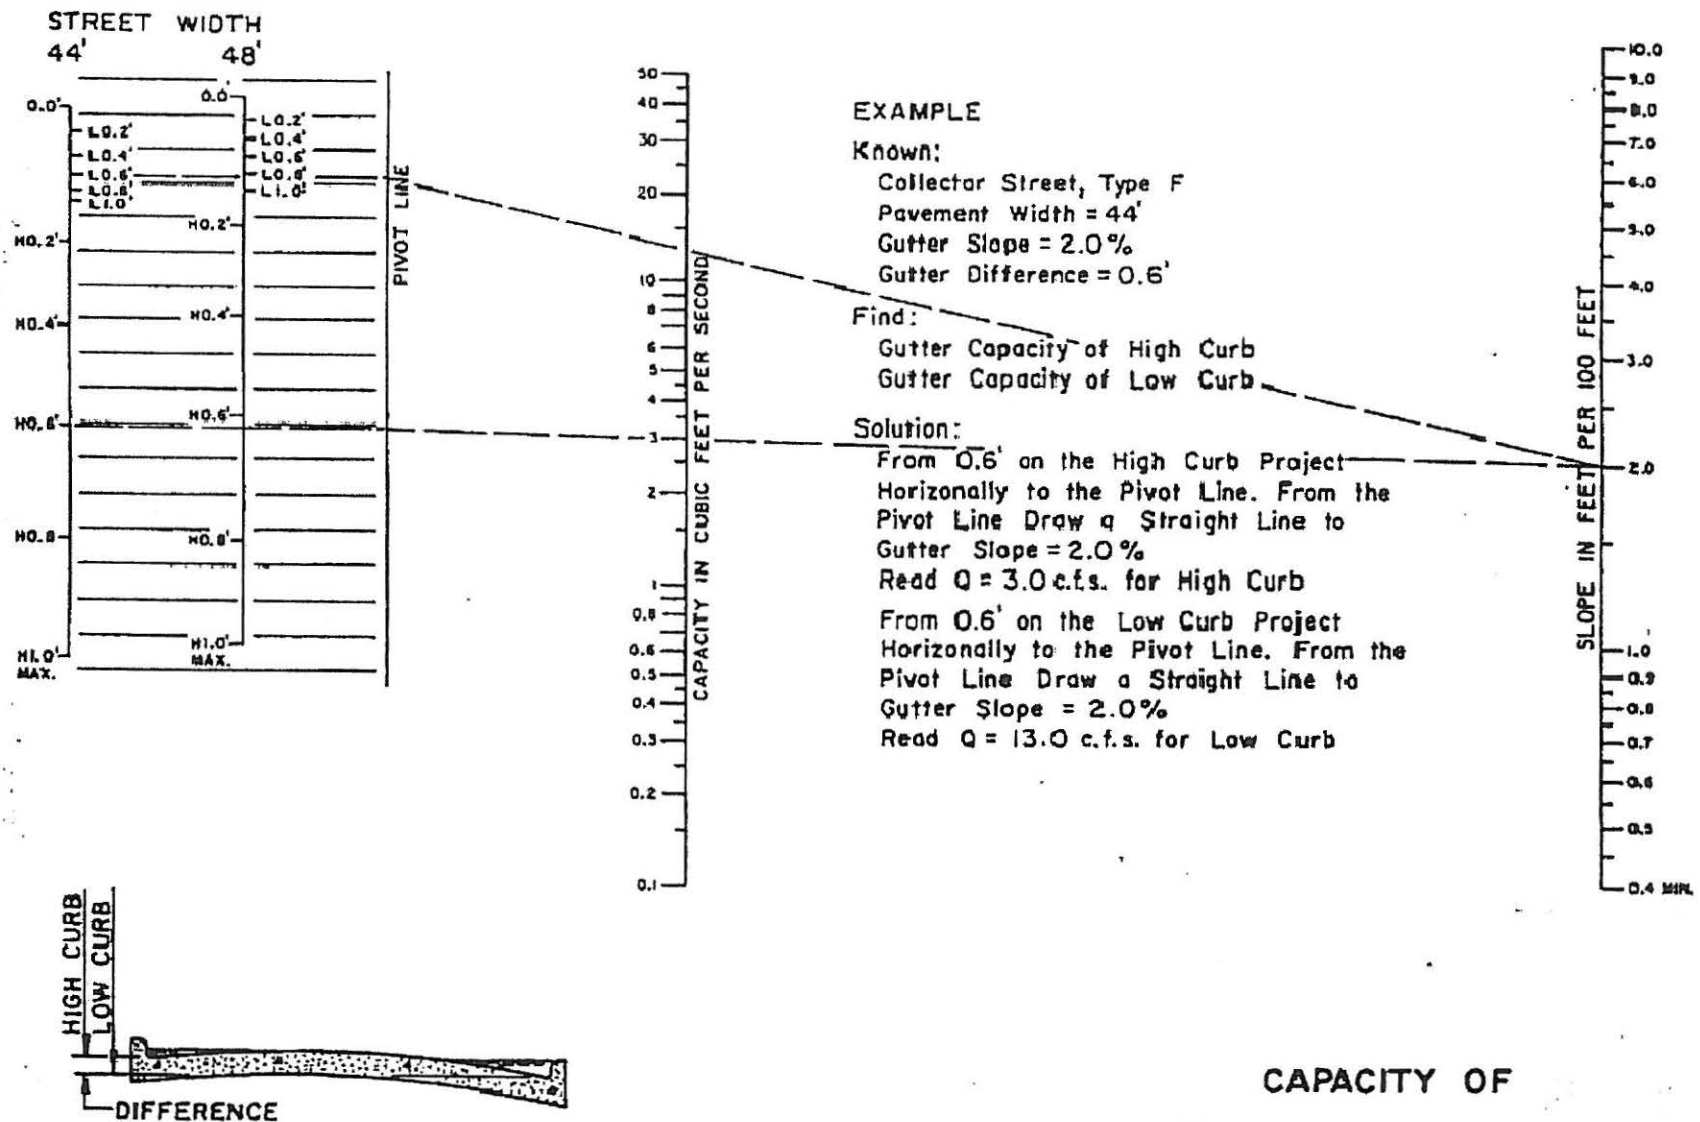 STREET WIDTH
44' 48'
0.0'
L0.2'
L0.4'
L0.6'
L0.8'
L1.0'
H0.2'
H0.4'
H0.6'
H0.8
H1.0'
MAX.
0.0'
L0.2'
L0.4'
L0.6'
L0.8'
L1.0'
H0.2'
H0.4'
H0.6'
H0.8'
H1.0'
MAX.
PIVOT LINE
50
40
30
20
10
8
6
5
4
3
2
1
0.8
0.6
0.5
0.4
0.3
0.2
0.1
CAPACITY IN CUBIC FEET PER SECOND
EXAMPLE
Known:
Collector Street, Type F
Pavement Width = 44'
Gutter Slope = 2.0%
Gutter Difference = 0.6'
Find:
Gutter Capacity of High Curb
Gutter Capacity of Low Curb
Solution:
From 0.6' on the High Curb Project
Horizonally to the Pivot Line. From the
Pivot Line Draw a Straight Line to
Gutter Slope = 2.0%
Read Q = 3.0 c.f.s. for High Curb
From 0.6' on the Low Curb Project
Horizonally to the Pivot Line. From the
Pivot Line Draw a Straight Line to
Gutter Slope = 2.0%
Read Q = 13.0 c.f.s. for Low Curb
SLOPE IN FEET PER 100 FEET
10.0
9.0
8.0
7.0
6.0
5.0
4.0
3.0
2.0
1.0
0.9
0.8
0.7
0.6
0.5
0.4 MIN.
HIGH CURB
LOW CURB
DIFFERENCE
CAPACITY OF